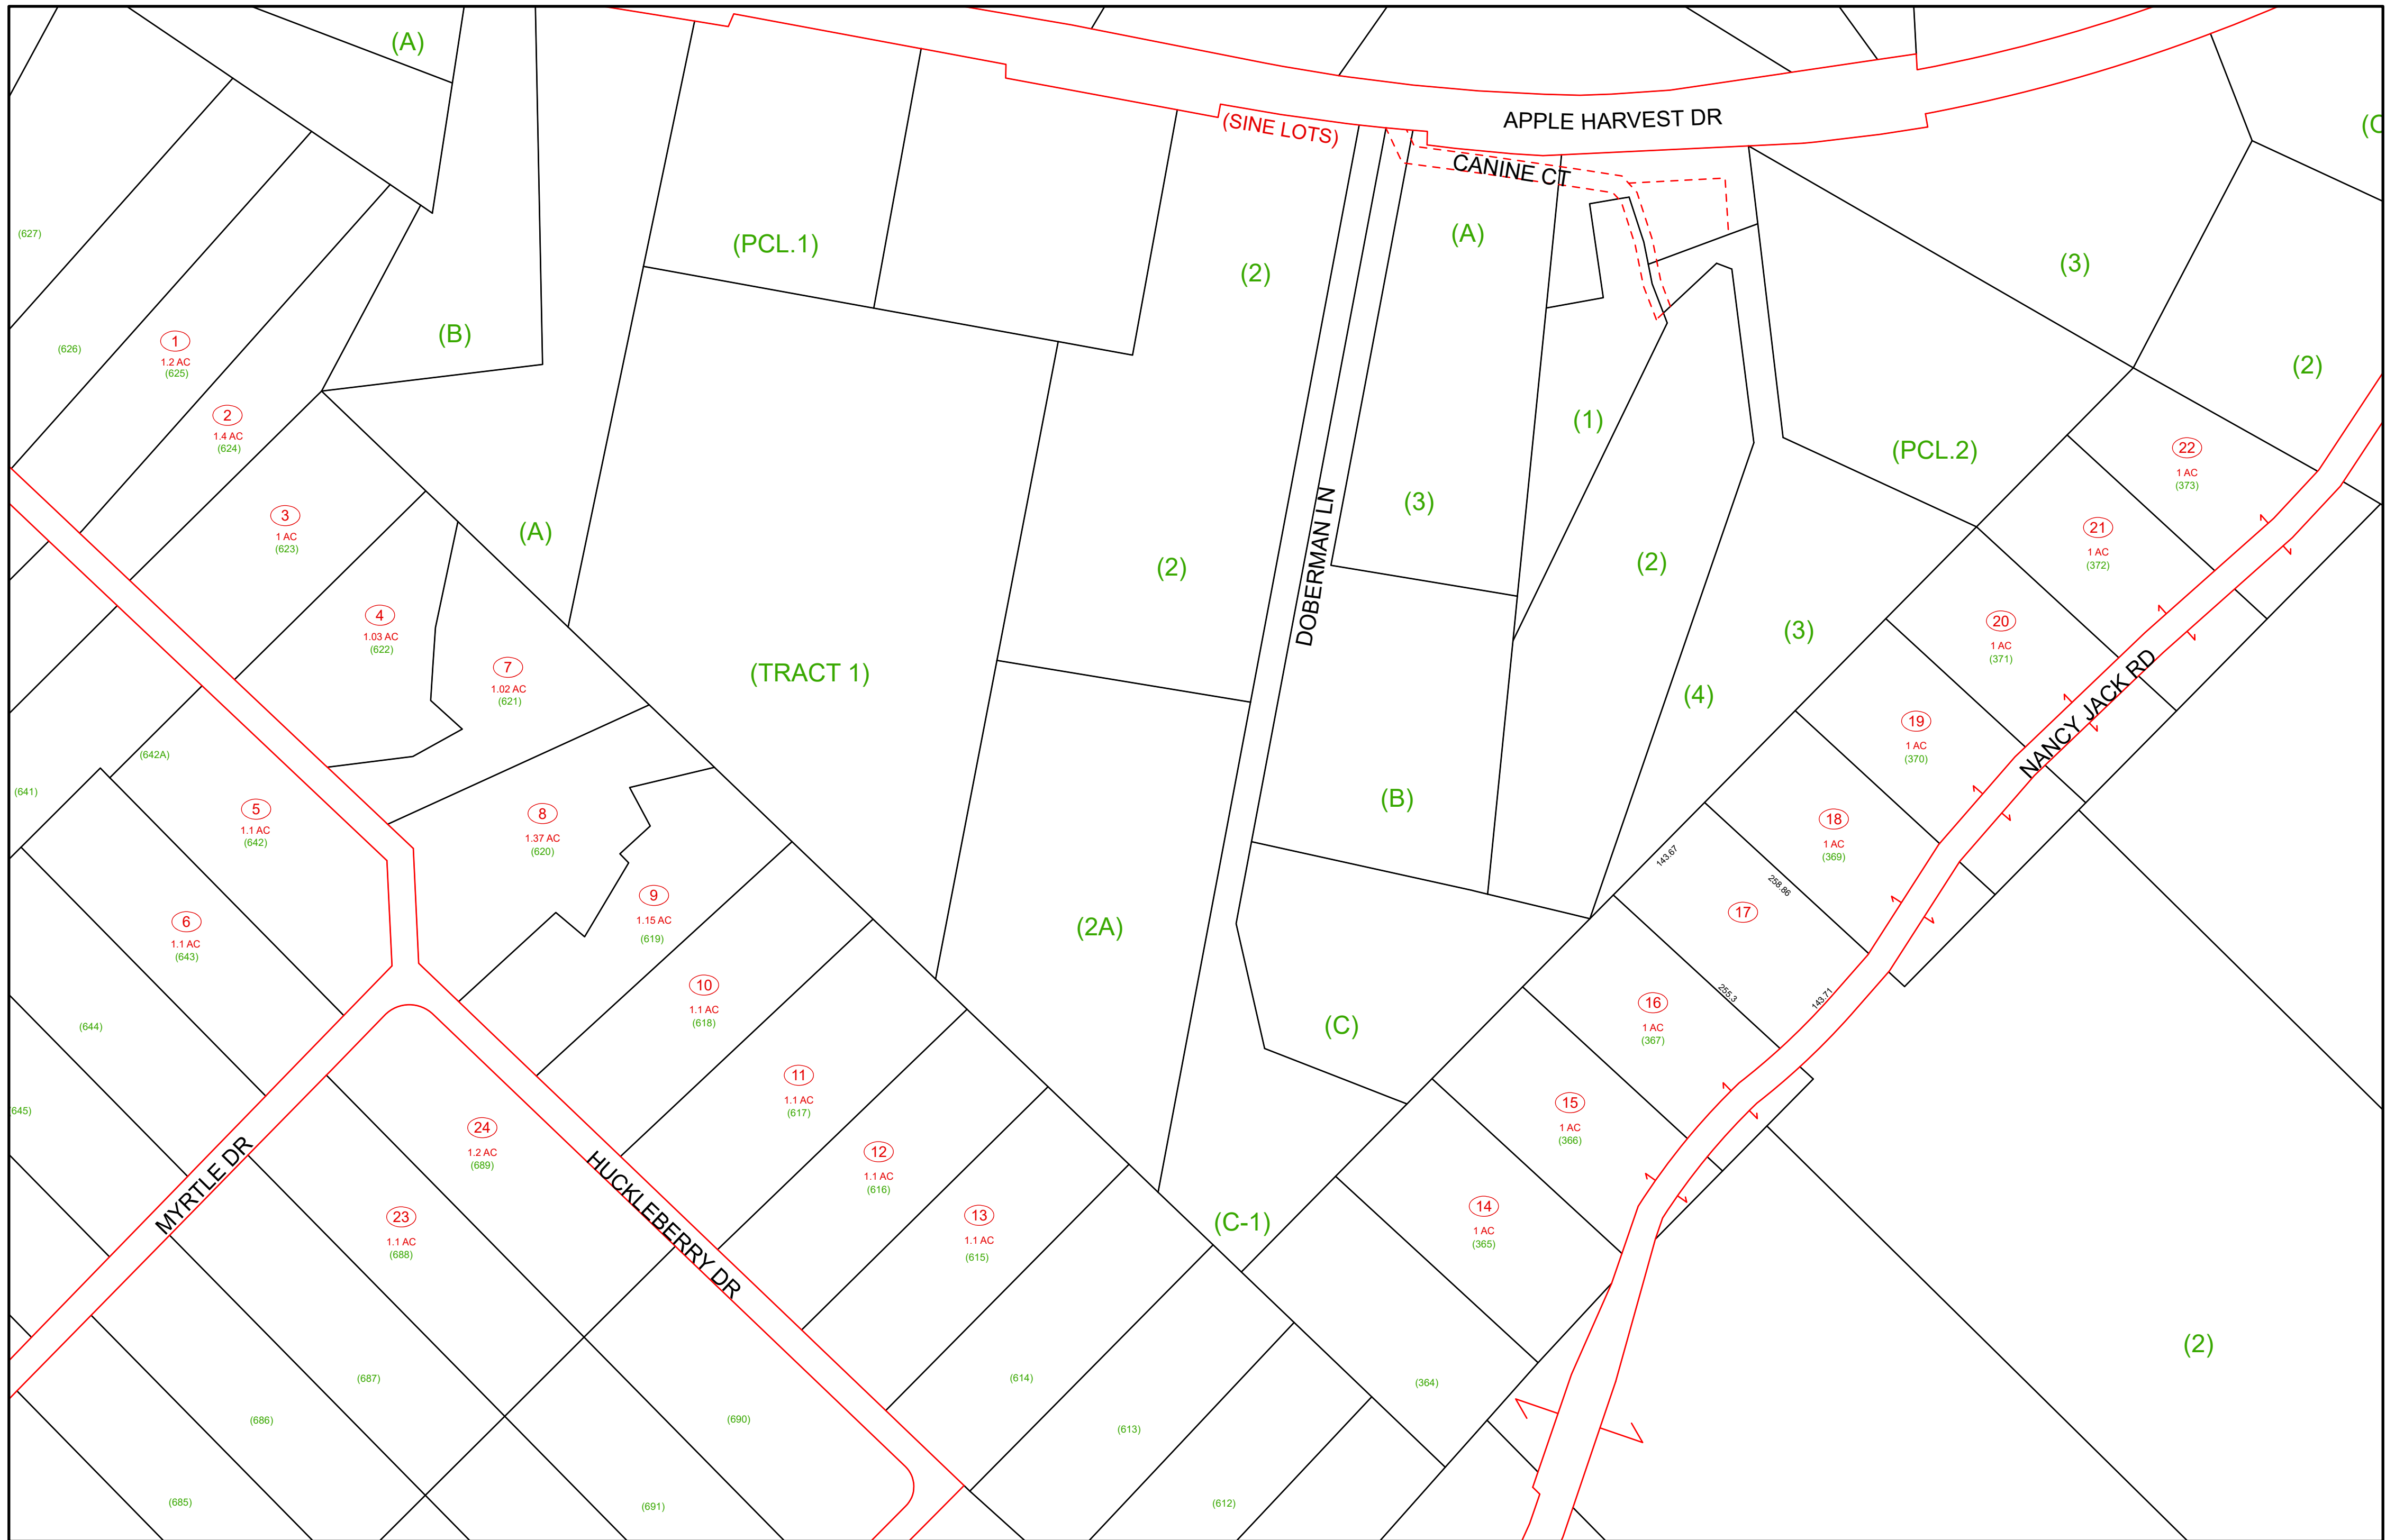 (A)
(C
APPLE HARVEST DR
(SINE LOTS)
CANINE CT
(627)
(PCL.1)
(2)
(A)
(3)
(B)
(626)
1
1.2 AC
(625)
(2)
2
1.4 AC
(624)
(1)
(PCL.2)
22
1 AC
(373)
3
1 AC
(623)
(A)
(3)
21
1 AC
(372)
DOBERMAN LN
(2)
(2)
4
1.03 AC
(622)
(3)
20
1 AC
(371)
7
1.02 AC
(621)
(TRACT 1)
(4)
NANCY JACK RD
19
1 AC
(370)
(642A)
(641)
5
1.1 AC
(642)
8
1.37 AC
(620)
(B)
18
1 AC
(369)
143.67
258.86
9
1.15 AC
(619)
6
1.1 AC
(643)
(2A)
17
255.3
143.71
10
1.1 AC
(618)
16
1 AC
(367)
(C)
(644)
11
1.1 AC
(617)
15
1 AC
(366)
645)
24
1.2 AC
(689)
12
1.1 AC
(616)
MYRTLE DR
HUCKLEBERRY DR
23
1.1 AC
(688)
13
1.1 AC
(615)
(C-1)
14
1 AC
(365)
(2)
(687)
(614)
(364)
(686)
(690)
(613)
(685)
(691)
(612)